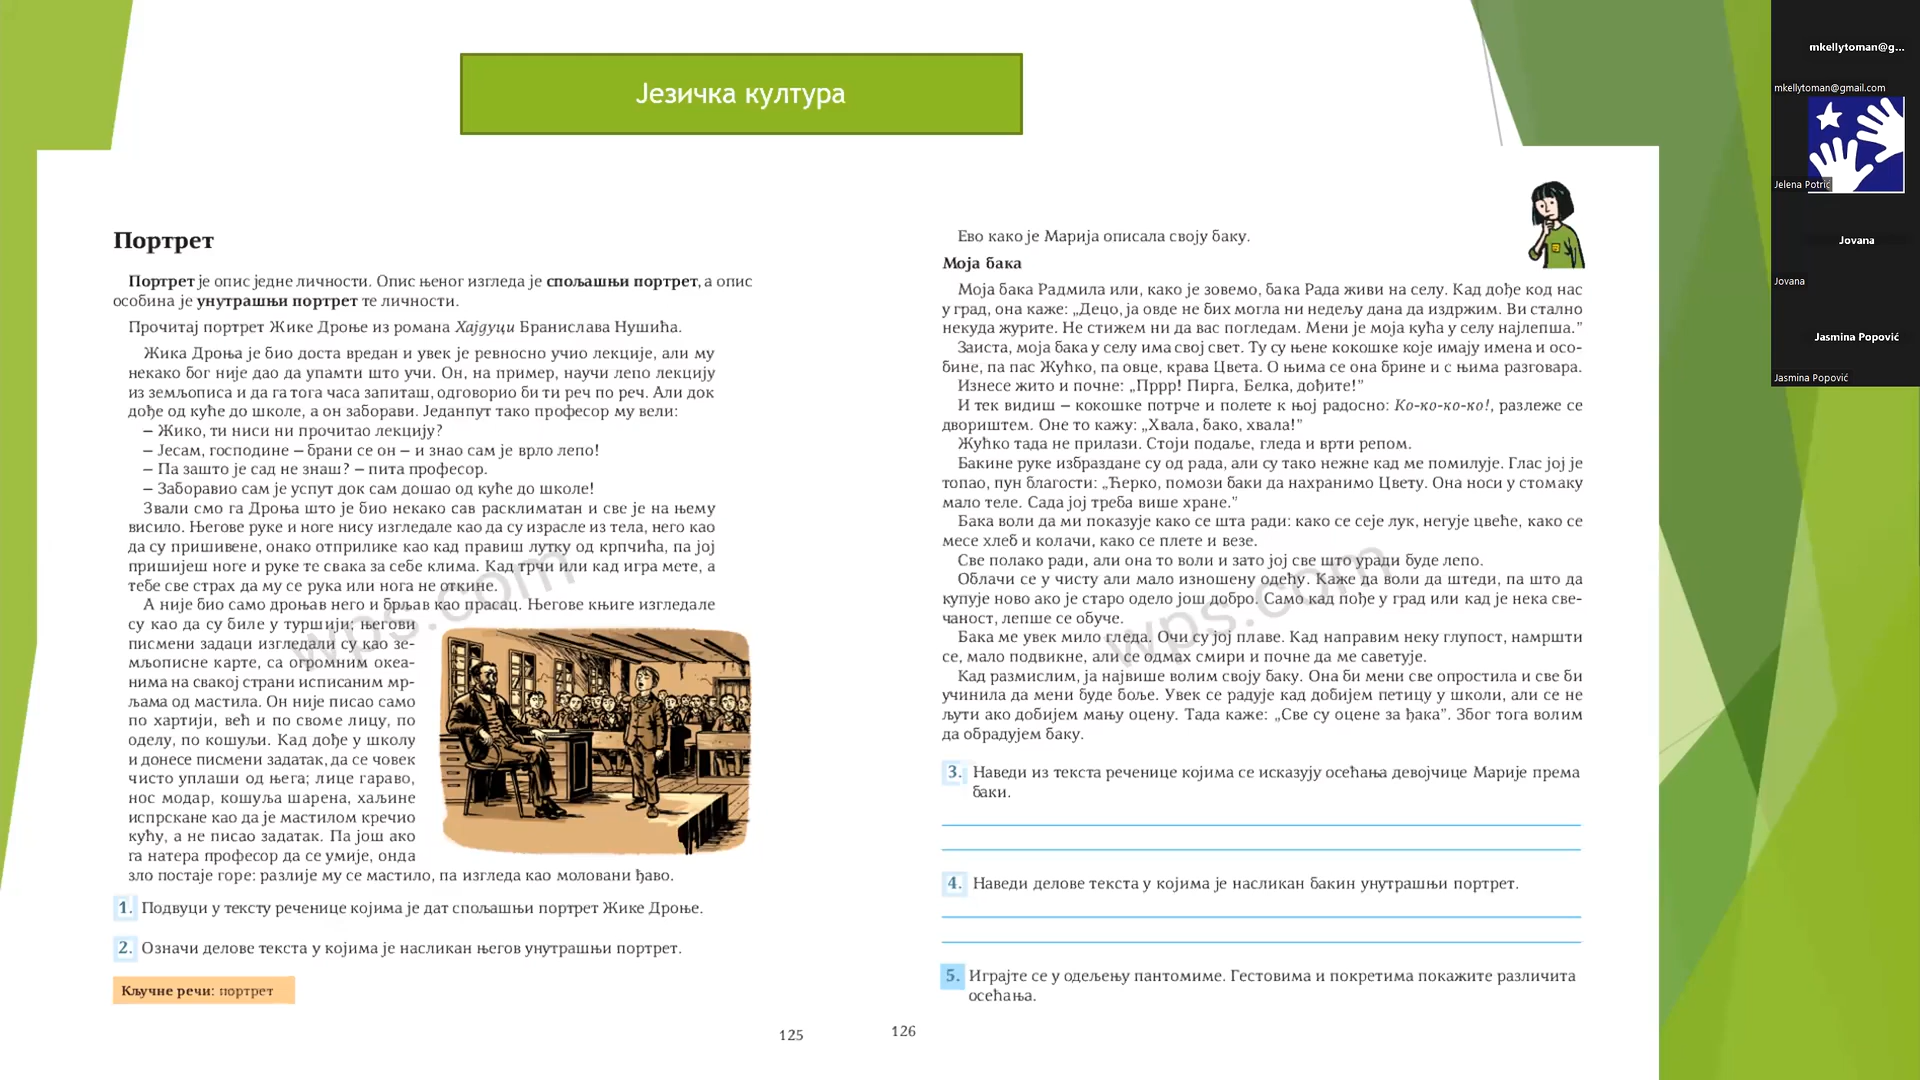 Језичка култура
Портрет
Портрет је опис једне личности. Опис њеног изгледа је спољашњи портрет, а опис
особина је унутрашњи портрет те личности.
Прочитај портрет Жике Дроње из романа Хајдуци Бранислава Нушића.
Жика Дроња је био доста вредан и увек је ревносно учио лекције, али му
некако бог није дао да упамти што учи. Он, на пример, научи лепо лекцију
из земљописа и да га тога часа запиташ, одговорио би ти реч по реч. Али док
дође од куће до школе, а он заборави. Једанпут тако професор му вели:
– Жико, ти ниси ни прочитао лекцију?
– Јесам, господине – брани се он – и знао сам је врло лепо!
– Па зашто је сад не знаш? – пита професор.
– Заборавио сам је успут док сам дошао од куће до школе!
Звали смо га Дроња што је био некако сав расклиматан и све је на њему
висило. Његове руке и ноге нису изгледале као да су израсле из тела, него као
да су пришивене, онако отприлике као кад правиш лутку од крпчића, па јој
пришијеш ноге и руке те свака за себе клима. Кад трчи или кад игра мете, а
тебе све страх да му се рука или нога не откине.
А није био само дроњав него и брљав као прасац. Његове књиге изгледале
су као да су биле у туршији; његови
писмени задаци изгледали су као зе-
мљописне карте, са огромним океа-
нима на свакој страни исписаним мр-
љама од мастила. Он није писао само
по хартији, већ и по своме лицу, по
оделу, по кошуљи. Кад дође у школу
и донесе писмени задатак, да се човек
чисто уплаши од њега; лице гараво,
нос модар, кошуља шарена, хаљине
испрскане као да је мастилом кречио
кућу, а не писао задатак. Па још ако
га натера професор да се умије, онда
зло постаје горе: разлије му се мастило, па изгледа као моловани ђаво.
1. Подвуци у тексту реченице којима је дат спољашњи портрет Жике Дроње.
2. Означи делове текста у којима је насликан његов унутрашњи портрет.
Кључне речи: портрет
125
Ево како је Марија описала своју баку.
Моја бака
Моја бака Радмила или, како је зовемо, бака Рада живи на селу. Кад дође код нас
у град, она каже: „Децо, ја овде не бих могла ни недељу дана да издржим. Ви стално
некуда журите. Не стижем ни да вас погледам. Мени је моја кућа у селу најлепша.”
Заиста, моја бака у селу има свој свет. Ту су њене кокошке које имају имена и осо-
бине, па пас Жућко, па овце, крава Цвета. О њима се она брине и с њима разговара.
Изнесе жито и почне: „Пррр! Пирга, Белка, дођите!”
И тек видиш – кокошке потрче и полете к њој радосно: Ко-ко-ко-ко!, разлеже се
двориштем. Оне то кажу: „Хвала, бако, хвала!”
Жућко тада не прилази. Стоји подаље, гледа и врти репом.
Бакине руке избраздане су од рада, али су тако нежне кад ме помилује. Глас јој је
топао, пун благости: „Ћерко, помози баки да нахранимо Цвету. Она носи у стомаку
мало теле. Сада јој треба више хране.”
Бака воли да ми показује како се шта ради: како се сеје лук, негује цвеће, како се
месе хлеб и колачи, како се плете и везе.
Све полако ради, али она то воли и зато јој све што уради буде лепо.
Облачи се у чисту али мало изношену одећу. Каже да воли да штеди, па што да
купује ново ако је старо одело још добро. Само кад пође у град или кад је нека све-
чаност, лепше се обуче.
Бака ме увек мило гледа. Очи су јој плаве. Кад направим неку глупост, намршти
се, мало подвикне, али се одмах смири и почне да ме саветује.
Кад размислим, ја највише волим своју баку. Она би мени све опростила и све би
учинила да мени буде боље. Увек се радује кад добијем петицу у школи, али се не
љути ако добијем мању оцену. Тада каже: „Све су оцене за ђака”. Због тога волим
да обрадујем баку.
3. Наведи из текста реченице којима се исказују осећања девојчице Марије према
баки.
4. Наведи делове текста у којима је насликан бакин унутрашњи портрет.
5. Играјте се у одељењу пантомиме. Гестовима и покретима покажите различита
осећања.
126
wps.com
wps.com
mkellytoman@g...
mkellytoman@gmail.com
Jelena Potrić
Jovana
Jovana
Jasmina Popović
Jasmina Popović